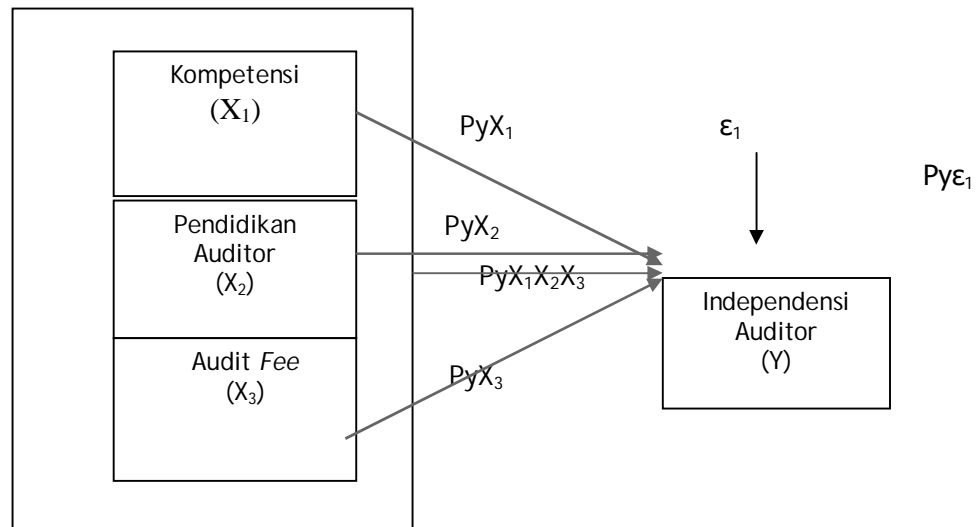 Kompetensi
(X₁)
PyX₁
ε₁
Pyε₁
Pendidikan
Auditor
(X₂)
PyX₂
PyX₁X₂X₃
Independensi
Auditor
(Y)
Audit Fee
(X₃)
PyX₃